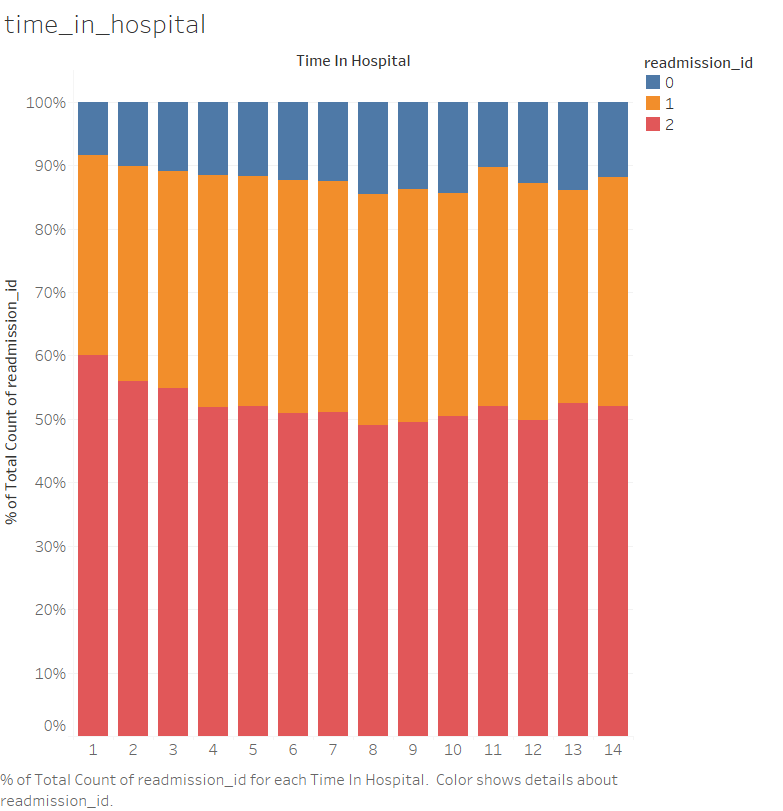 time_in_hospital
Time In Hospital
readmission_id
0
1
2
% of Total Count of readmission_id
100%
90%
80%
70%
60%
50%
40%
30%
20%
10%
0%
1 2 3 4 5 6 7 8 9 10 11 12 13 14
% of Total Count of readmission_id for each Time In Hospital. Color shows details about
readmission_id.